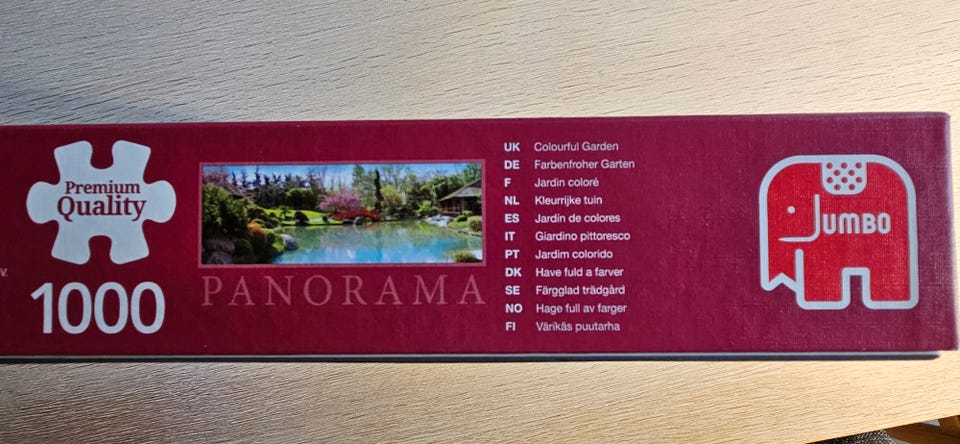 Premium
Quality
1000
PANORAMA
UK Colourful Garden
DE Farbenfroher Garten
F Jardin coloré
NL Kleurrijke tuin
ES Jardín de colores
IT Giardino pittoresco
PT Jardim colorido
DK Have fuld a farver
SE Färgglad trädgård
NO Hage full av farger
FI Värikäs puutarha
JUMBO